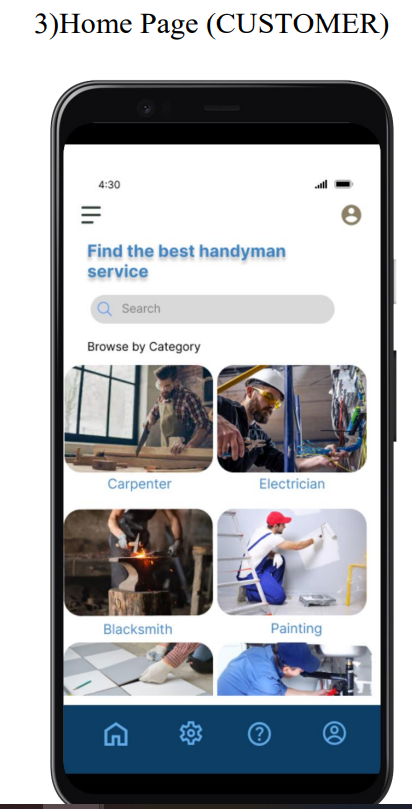 3)Home Page (CUSTOMER)
4:30
Find the best handyman
service
Search
Browse by Category
Carpenter
Electrician
Blacksmith
Painting